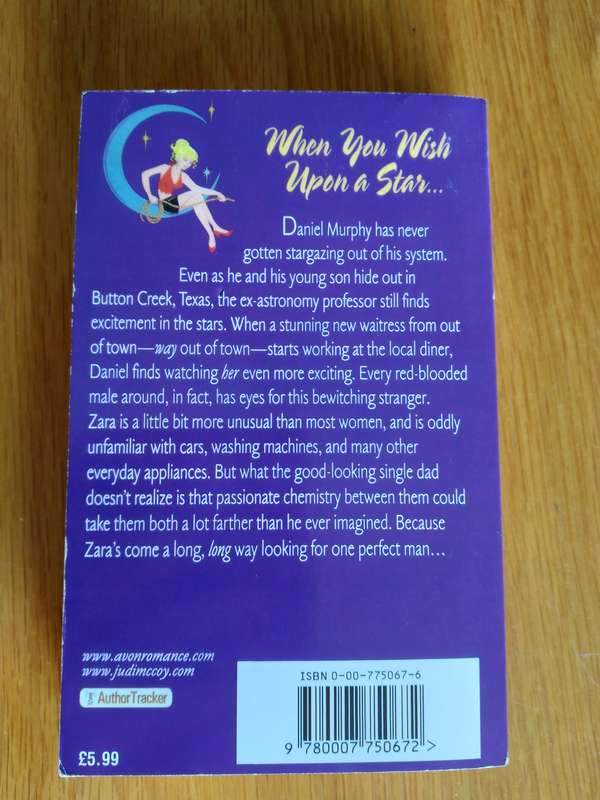 When You Wish
Upon a Star...
Daniel Murphy has never
gotten stargazing out of his system.
Even as he and his young son hide out in
Button Creek, Texas, the ex-astronomy professor still finds
excitement in the stars. When a stunning new waitress from out
of town—way out of town—starts working at the local diner,
Daniel finds watching her even more exciting. Every red-blooded
male around, in fact, has eyes for this bewitching stranger.
Zara is a little bit more unusual than most women, and is oddly
unfamiliar with cars, washing machines, and many other
everyday appliances. But what the good-looking single dad
doesn't realize is that passionate chemistry between them could
take them both a lot farther than he ever imagined. Because
Zara's come a long, long way looking for one perfect man...
www.avonromance.com
www.judimccoy.com
AuthorTracker
£5.99
ISBN 0-00-775067-6
9 780007 750672 >